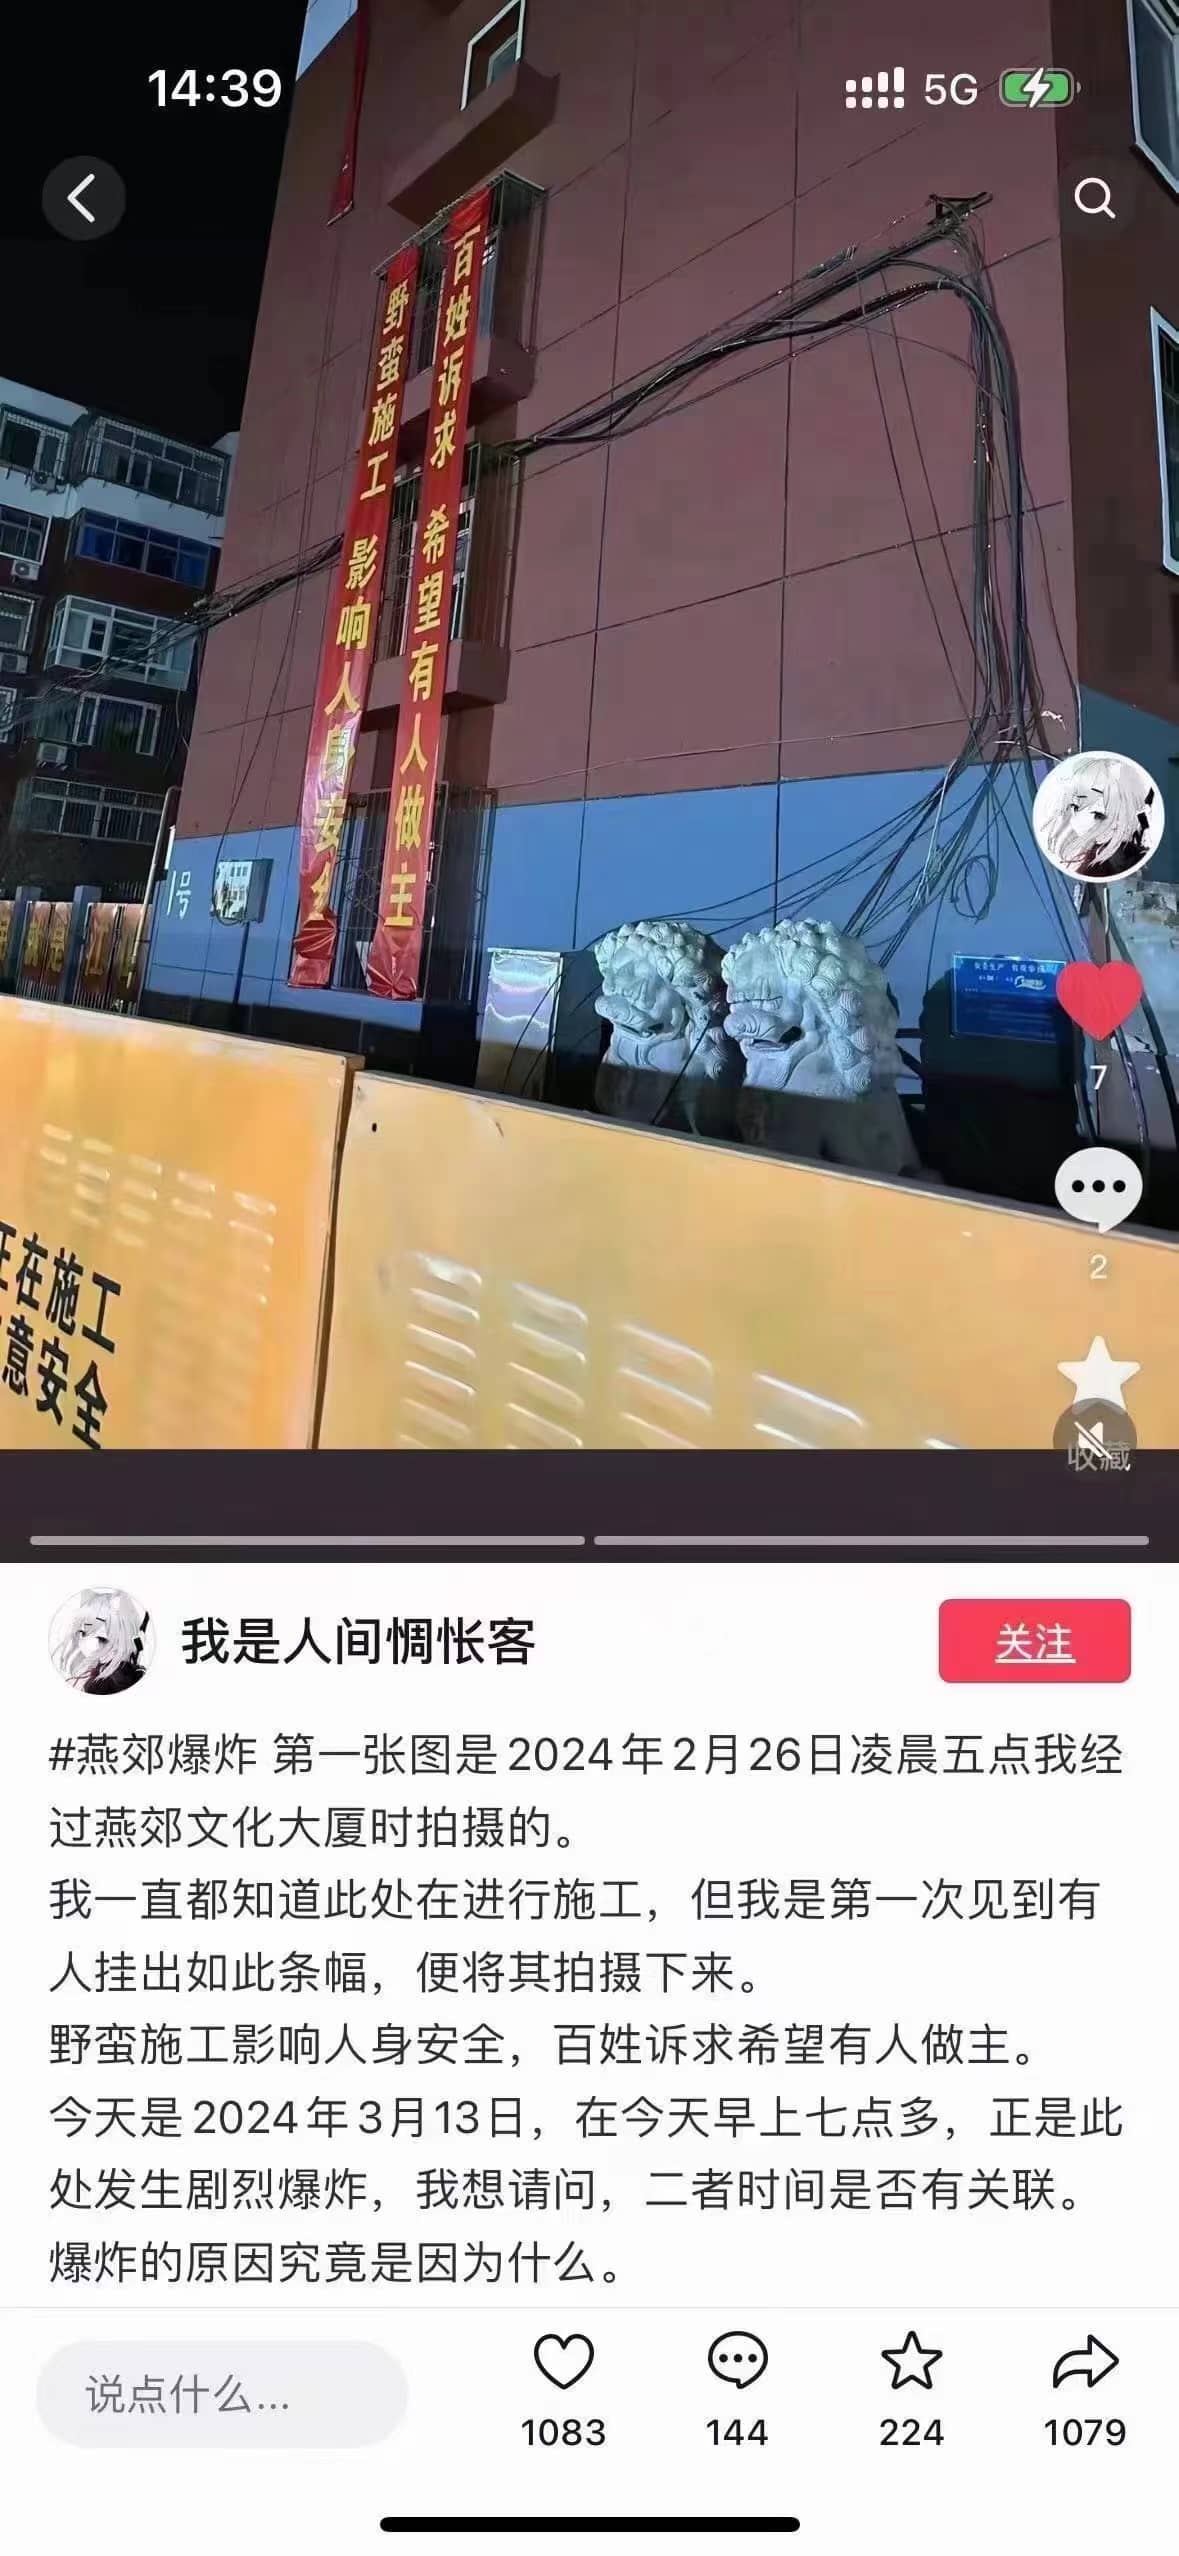 14:39
5G
百姓诉求 希望有人做主
野蛮施工 影响人身安全
1号
在施工
意安全
7
2
收藏
我是人间惆怅客
关注
#燕郊爆炸 第一张图是2024年2月26日凌晨五点我经
过燕郊文化大厦时拍摄的。
我一直都知道此处在进行施工，但我是第一次见到有
人挂出如此条幅，便将其拍摄下来。
野蛮施工影响人身安全，百姓诉求希望有人做主。
今天是2024年3月13日，在今天早上七点多，正是此
处发生剧烈爆炸，我想请问，二者时间是否有关联。
爆炸的原因究竟是因为什么。
说点什么...
1083
144
224
1079